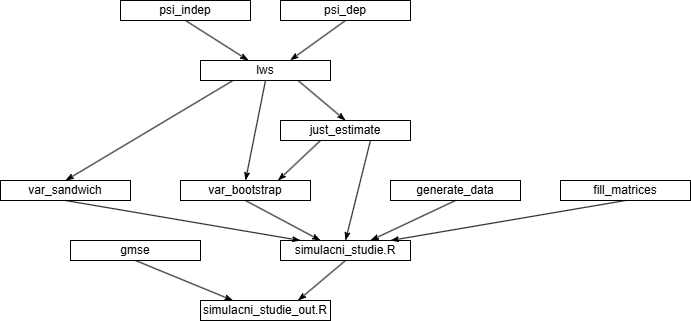 psi_indep
psi_dep
lws
just_estimate
var_sandwich
var_bootstrap
generate_data
fill_matrices
gmse
simulacni_studie.R
simulacni_studie_out.R